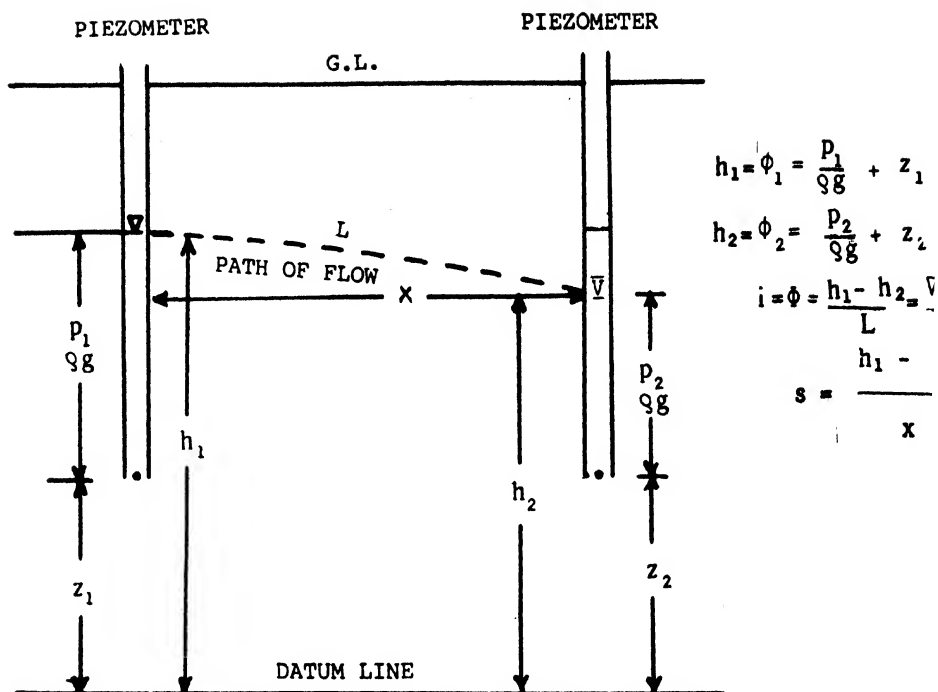 PIEZOMETER PIEZOMETER
G.L.
h₁=ϕ₁ = p₁/ρg + z₁
L
h₂=ϕ₂ = p₂/ρg + z₂
PATH OF FLOW
X
i=Φ= h₁- h₂/L = V
p₁
ρg
p₂
ρg
s = h₁ - / x
h₁
h₂
z₁
z₂
DATUM LINE